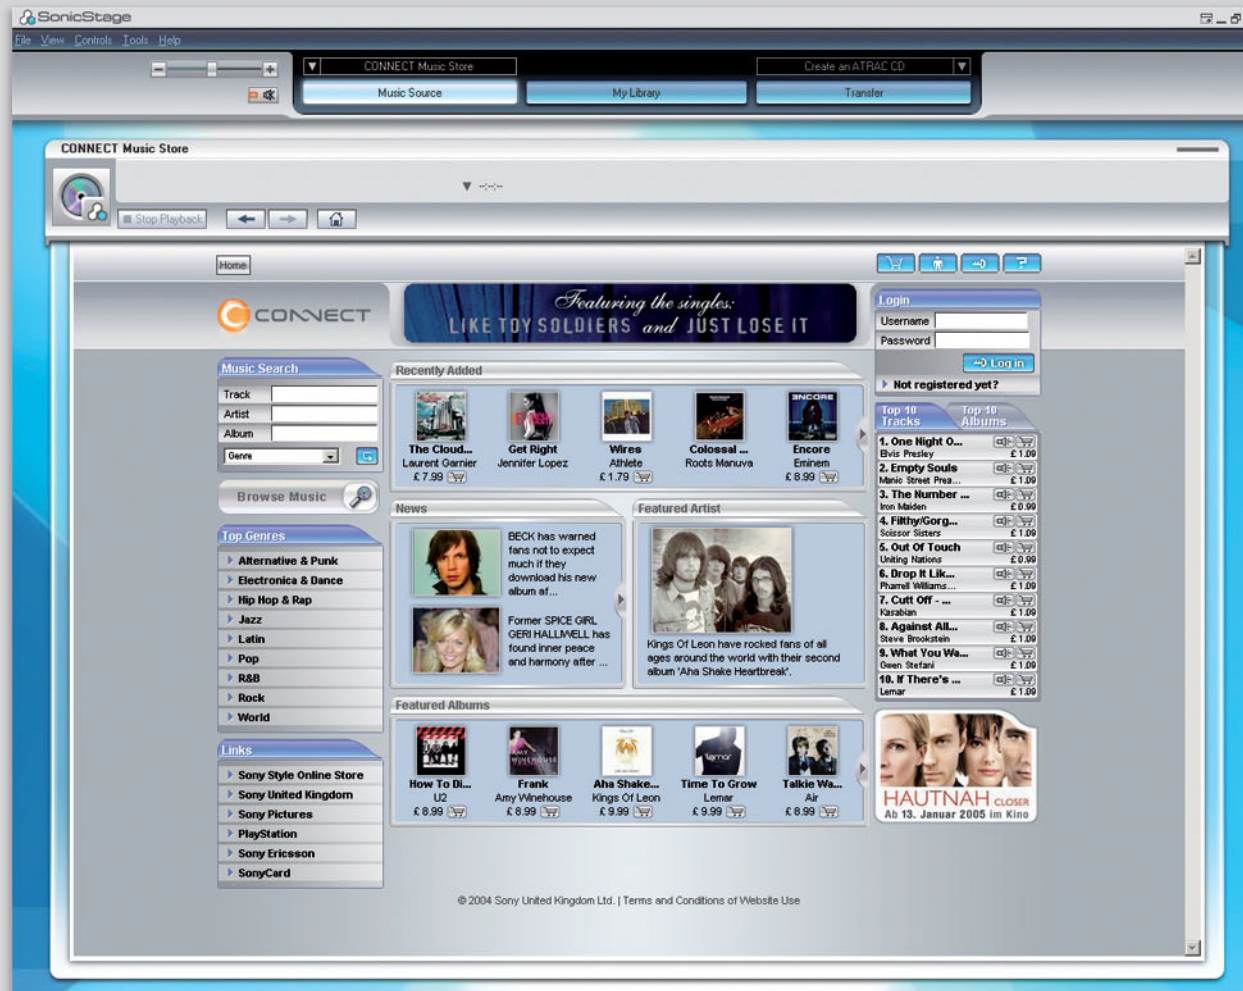 SonicStage
File View Controls Tools Help
CONNECT Music Store
Create an ATRAC CD
Music Source
My Library
Transfer
CONNECT Music Store
--:--:--
Stop Playback
Home
CONNECT
Featuring the singles:
LIKE TOY SOLDIERS and JUST LOSE IT
Login
Username
Password
Log in
Not registered yet?
Music Search
Track
Artist
Album
Genre
Browse Music
Top Genres
Alternative & Punk
Electronica & Dance
Hip Hop & Rap
Jazz
Latin
Pop
R&B
Rock
World
Links
Sony Style Online Store
Sony United Kingdom
Sony Pictures
PlayStation
Sony Ericsson
SonyCard
Recently Added
ENCORE
The Cloud...
Laurent Garnier
£ 7.99
Get Right
Jennifer Lopez
Wires
Athlete
£ 1.79
Colossal ...
Roots Manuva
Encore
Eminem
£ 8.99
News
BECK has warned
fans not to expect
much if they
download his new
album af...
Former SPICE GIRL
GERI HALLIWELL has
found inner peace
and harmony after ...
Featured Artist
Kings Of Leon have rocked fans of all
ages around the world with their second
album 'Aha Shake Heartbreak'.
Featured Albums
AMY
WINEHOUSE
lemar
How To Di...
U2
£ 8.99
Frank
Amy Winehouse
£ 8.99
Aha Shake...
Kings Of Leon
£ 9.99
Time To Grow
Lemar
£ 9.99
Talkie Wa...
Air
£ 8.99
Top 10
Tracks
Top 10
Albums
1. One Night O...
Elvis Presley £ 1.09
2. Empty Souls
Manic Street Prea... £ 1.09
3. The Number ...
Iron Maiden £ 0.99
4. Filthy/Gorg...
Scissor Sisters £ 1.09
5. Out Of Touch
Uniting Nations £ 0.99
6. Drop It Lik...
Pharrell Williams... £ 1.09
7. Cutt Off - ...
Kasabian £ 1.09
8. Against All...
Steve Brookstein £ 1.09
9. What You Wa...
Gwen Stefani £ 1.09
10. If There's ...
Lemar £ 1.09
HAUTNAH CLOSER
Ab 13. Januar 2005 im Kino
© 2004 Sony United Kingdom Ltd. | Terms and Conditions of Website Use